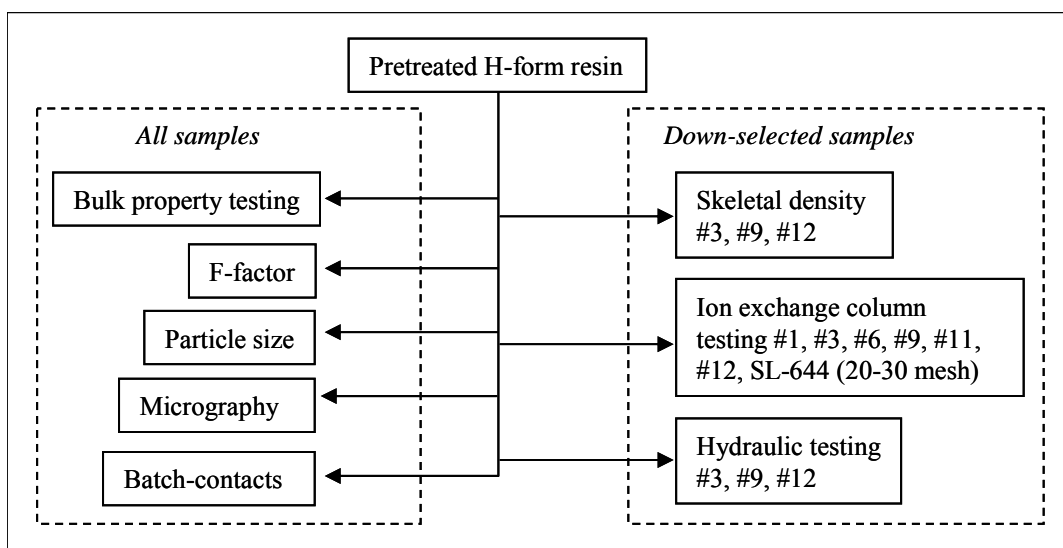 Pretreated H-form resin
All samples
Bulk property testing
F-factor
Particle size
Micrography
Batch-contacts
Down-selected samples
Skeletal density
#3, #9, #12
Ion exchange column
testing #1, #3, #6, #9, #11,
#12, SL-644 (20-30 mesh)
Hydraulic testing
#3, #9, #12